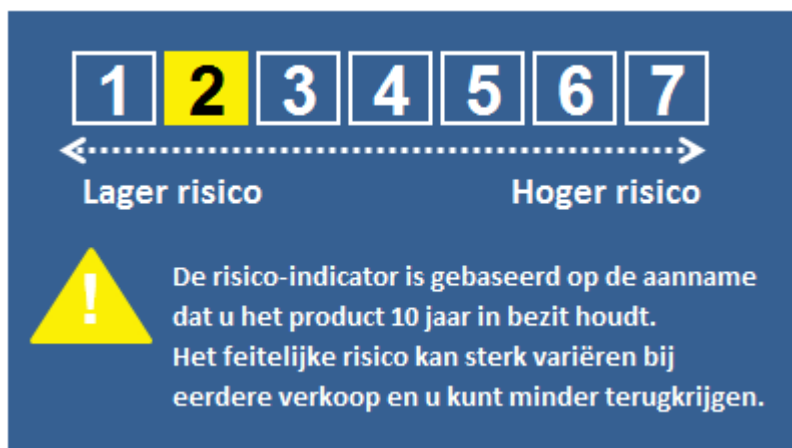 1 2 3 4 5 6 7
Lager risico Hoger risico
!
De risico-indicator is gebaseerd op de aanname
dat u het product 10 jaar in bezit houdt.
Het feitelijke risico kan sterk variëren bij
eerdere verkoop en u kunt minder terugkrijgen.